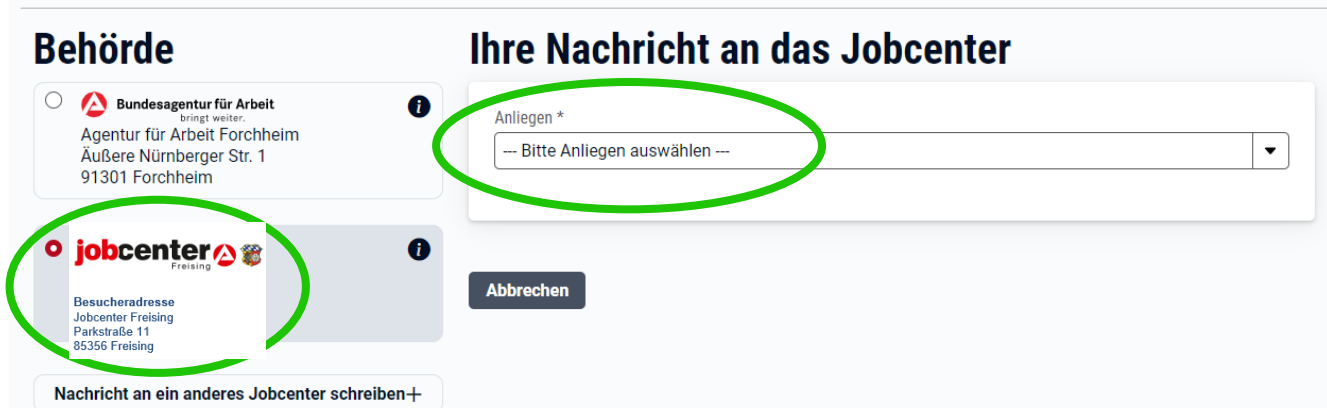 Behörde
Bundesagentur für Arbeit
bringt weiter.
Agentur für Arbeit Forchheim
Äußere Nürnberger Str. 1
91301 Forchheim
jobcenter
Freising
Besucheradresse
Jobcenter Freising
Parkstraße 11
85356 Freising
Nachricht an ein anderes Jobcenter schreiben+
Ihre Nachricht an das Jobcenter
Anliegen *
--- Bitte Anliegen auswählen ---
Abbrechen